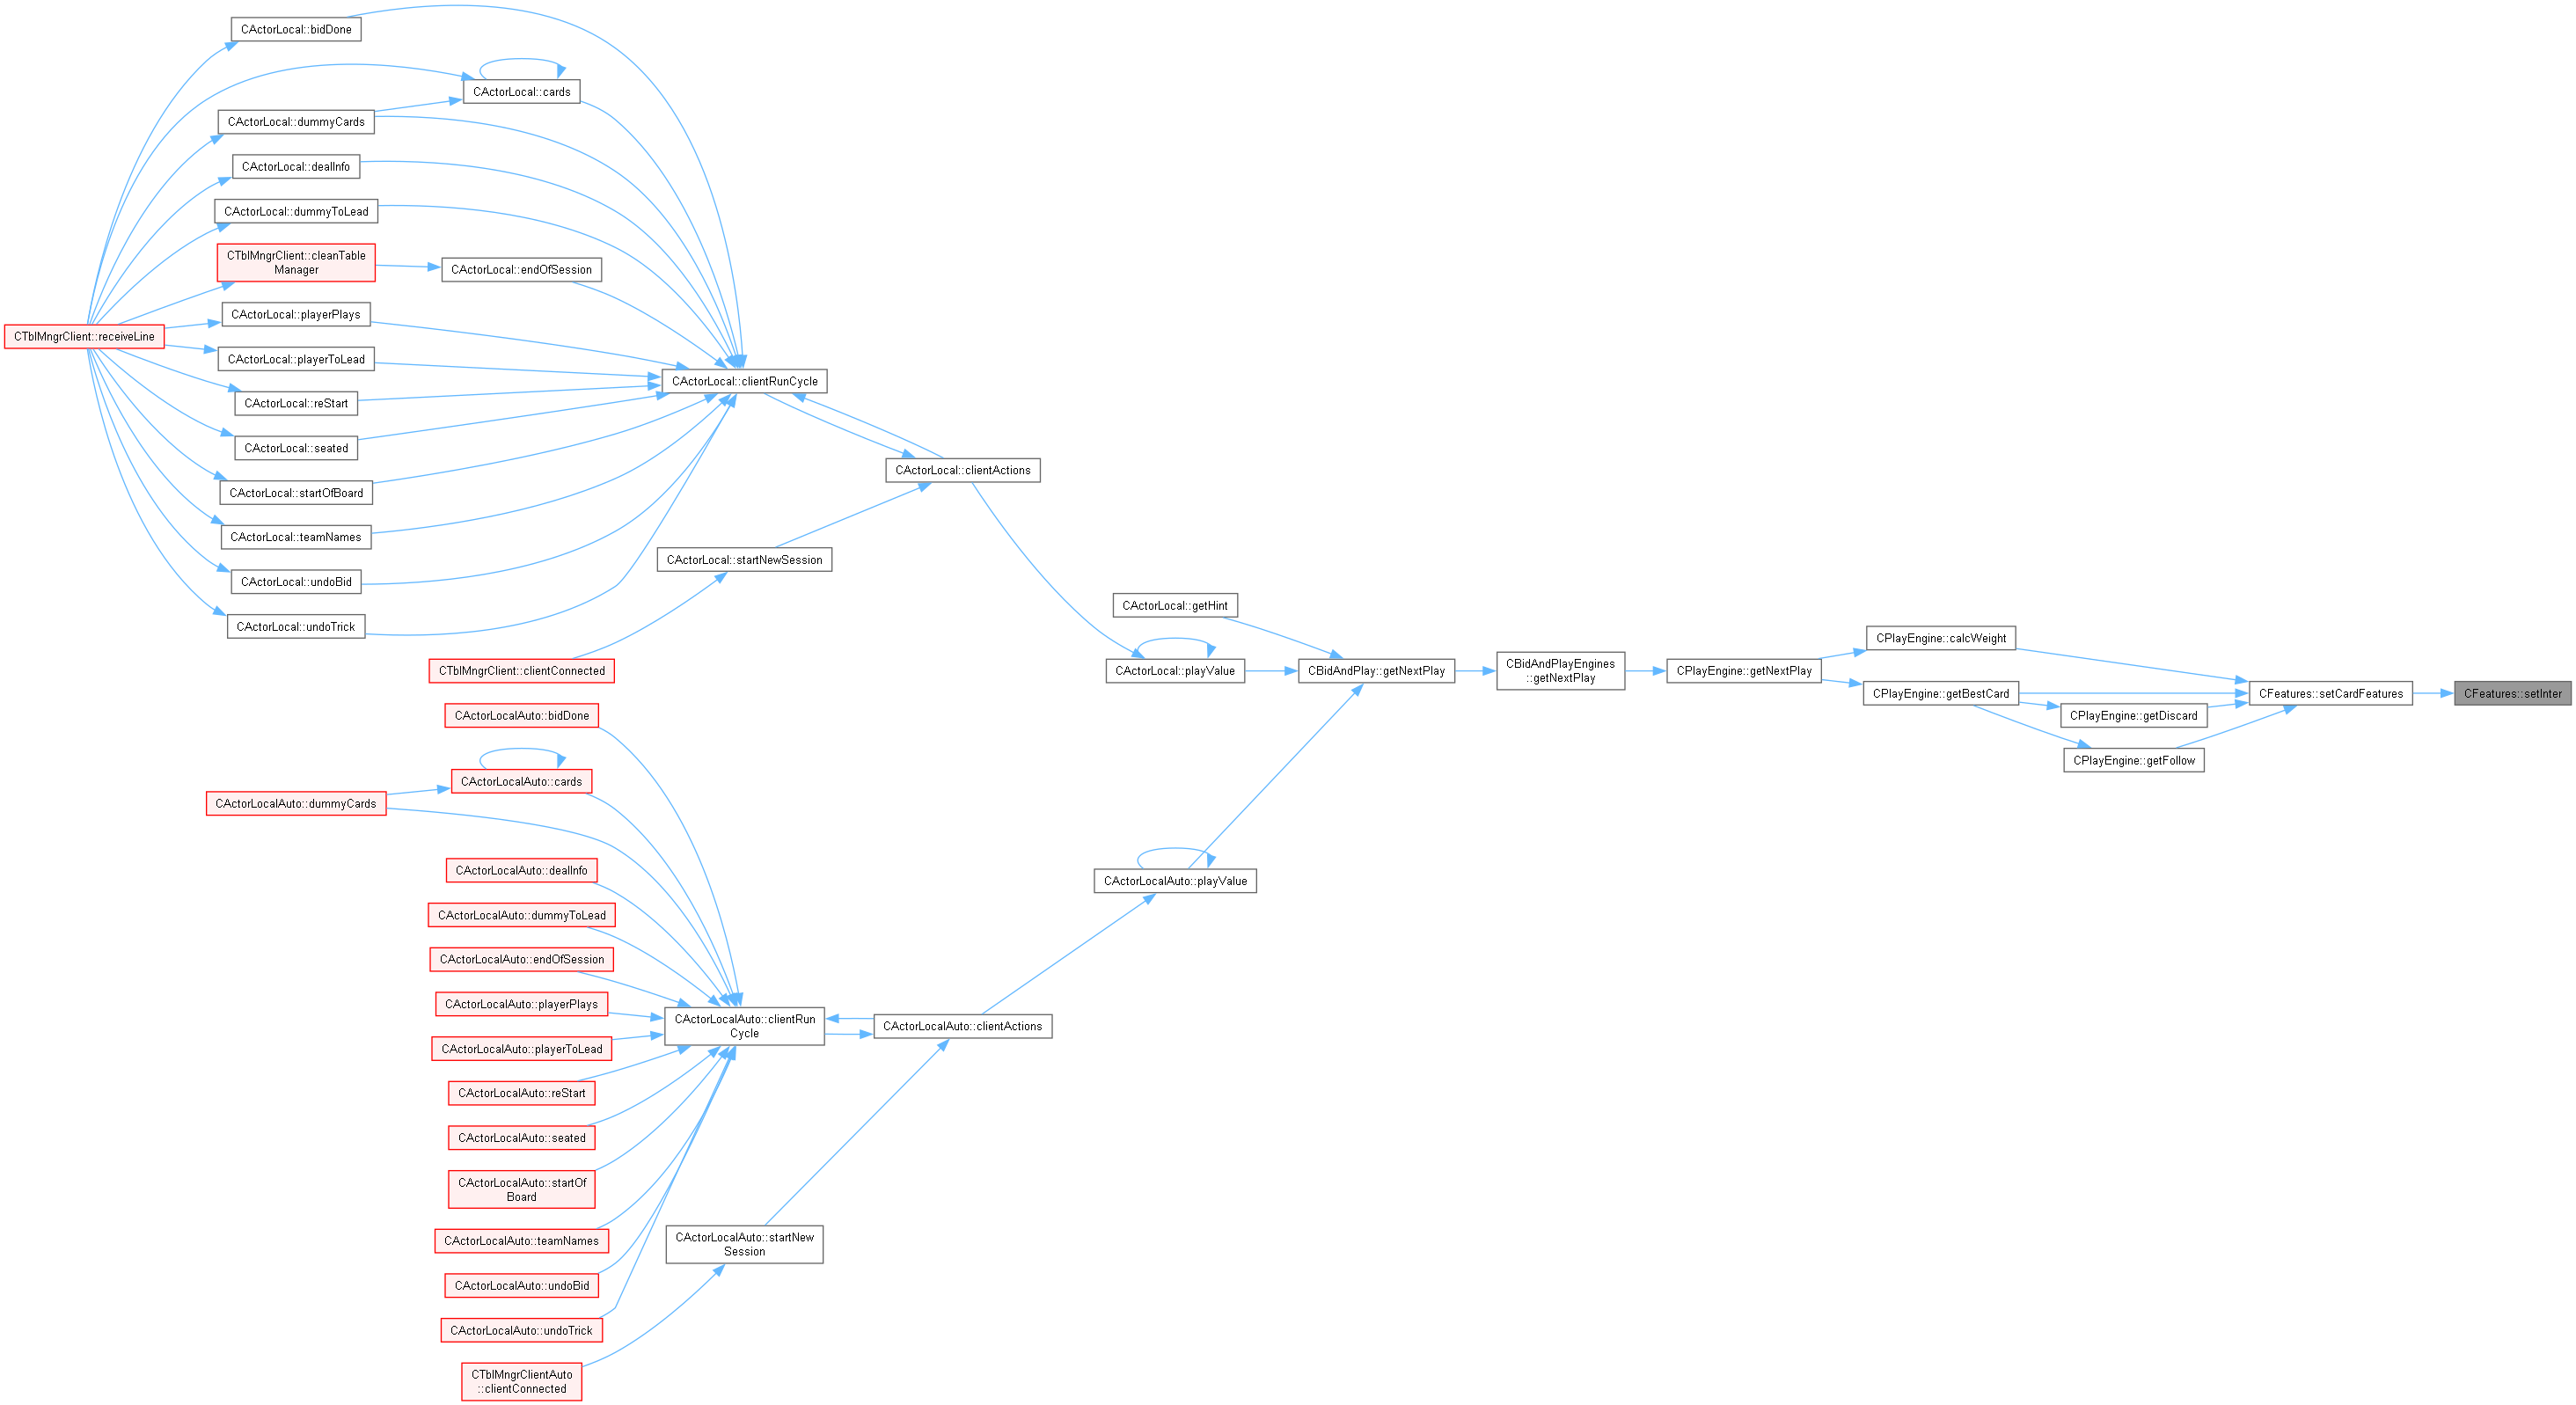 CActorLocal::bidDone
CActorLocal::cards
CActorLocal::dummyCards
CActorLocal::dealInfo
CActorLocal::dummyToLead
CTblMngrClient::cleanTable
Manager
CActorLocal::endOfSession
CActorLocal::playerPlays
CTblMngrClient::receiveLine
CActorLocal::playerToLead
CActorLocal::clientRunCycle
CActorLocal::reStart
CActorLocal::seated
CActorLocal::clientActions
CActorLocal::startOfBoard
CActorLocal::teamNames
CActorLocal::startNewSession
CActorLocal::undoBid
CActorLocal::getHint
CActorLocal::undoTrick
CPlayEngine::calcWeight
CTblMngrClient::clientConnected
CActorLocal::playValue
CBidAndPlay::getNextPlay
CBidAndPlayEngines
::getNextPlay
CPlayEngine::getNextPlay
CPlayEngine::getBestCard
CFeatures::setCardFeatures
CFeatures::setInter
CPlayEngine::getDiscard
CPlayEngine::getFollow
CActorLocalAuto::bidDone
CActorLocalAuto::cards
CActorLocalAuto::dummyCards
CActorLocalAuto::dealInfo
CActorLocalAuto::playValue
CActorLocalAuto::dummyToLead
CActorLocalAuto::endOfSession
CActorLocalAuto::playerPlays
CActorLocalAuto::clientRun
Cycle
CActorLocalAuto::clientActions
CActorLocalAuto::playerToLead
CActorLocalAuto::reStart
CActorLocalAuto::seated
CActorLocalAuto::startOf
Board
CActorLocalAuto::teamNames
CActorLocalAuto::startNew
Session
CActorLocalAuto::undoBid
CActorLocalAuto::undoTrick
CTblMngrClientAuto
::clientConnected